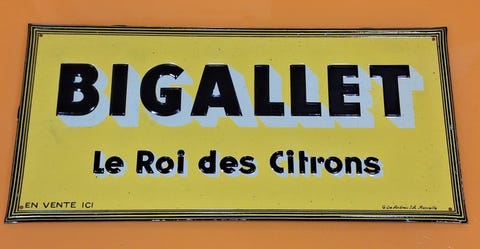 BIGALLET
Le Roi des Citrons
EN VENTE ICI